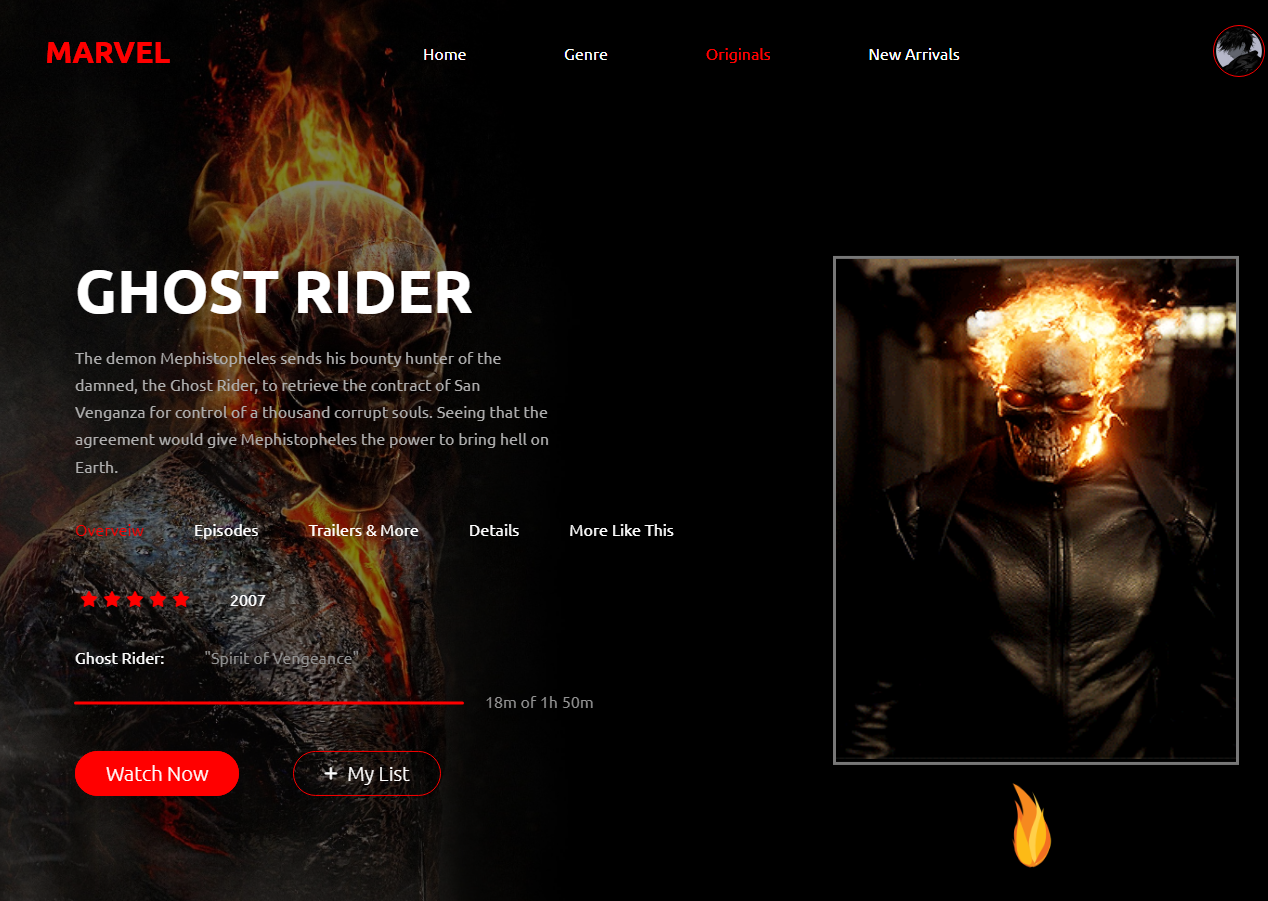 MARVEL
Home Genre Originals New Arrivals
GHOST RIDER
The demon Mephistopheles sends his bounty hunter of the
damned, the Ghost Rider, to retrieve the contract of San
Venganza for control of a thousand corrupt souls. Seeing that the
agreement would give Mephistopheles the power to bring hell on
Earth.
Overview Episodes Trailers & More Details More Like This
2007
Ghost Rider: "Spirit of Vengeance"
18m of 1h 50m
Watch Now + My List